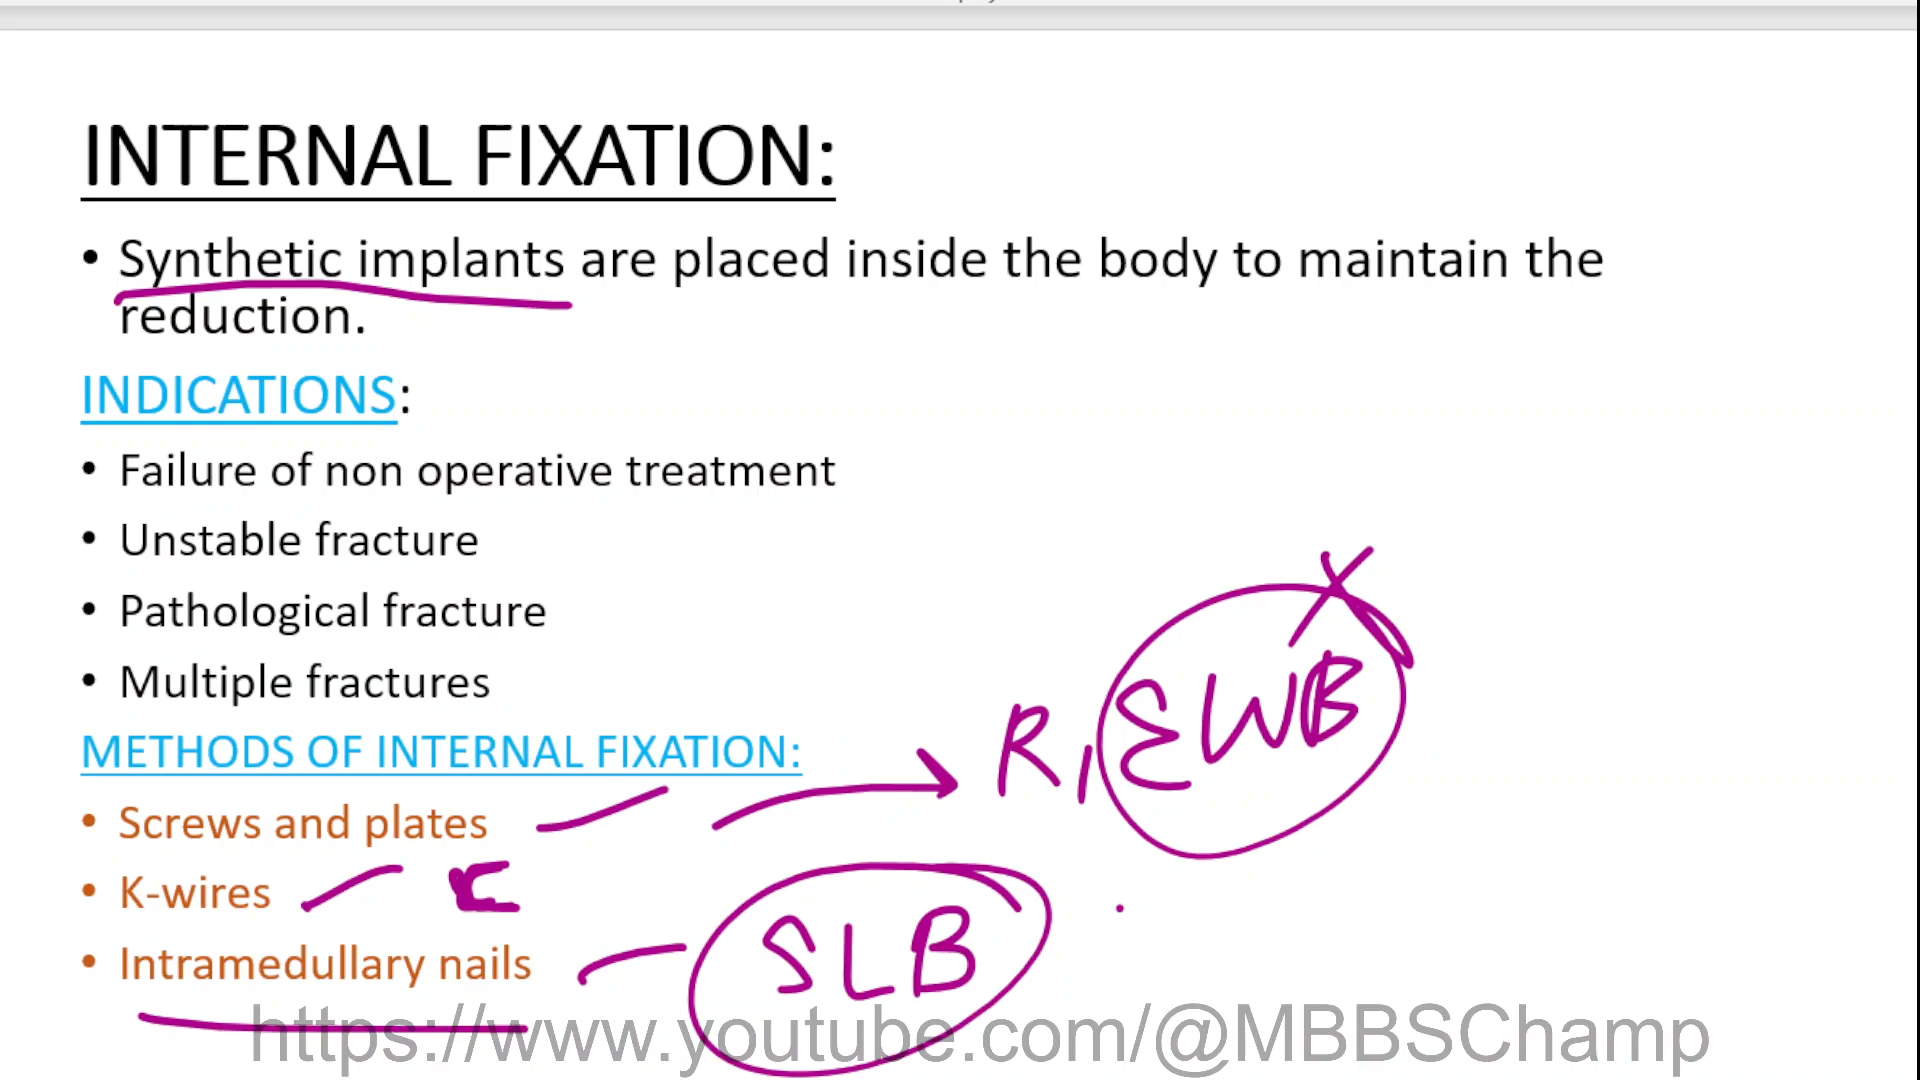 INTERNAL FIXATION:
• Synthetic implants are placed inside the body to maintain the
reduction.
INDICATIONS:
• Failure of non operative treatment
• Unstable fracture
• Pathological fracture
• Multiple fractures
METHODS OF INTERNAL FIXATION:
R, EWB
• Screws and plates
• K-wires
• Intramedullary nails
SLB
https://www.youtube.com/@MBBSChamp